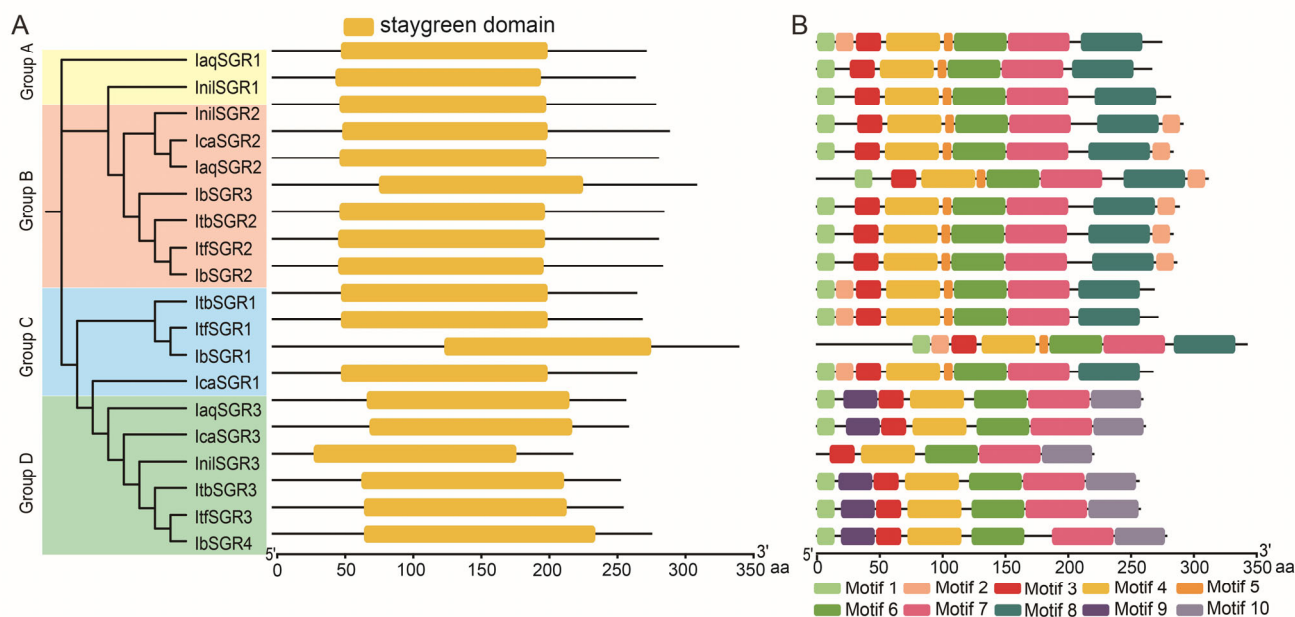 A
staygreen domain
B
Group A
Group B
Group C
Group D
IaqSGR1
InilSGR1
InilSGR2
IcaSGR2
IaqSGR2
IbSGR3
ItbSGR2
ItfSGR2
IbSGR2
ItbSGR1
ItfSGR1
IbSGR1
IcaSGR1
IaqSGR3
IcaSGR3
InilSGR3
ItbSGR3
ItfSGR3
IbSGR4
5' 3'
0 50 100 150 200 250 300 350 aa
5' 3'
0 50 100 150 200 250 300 350 aa
Motif 1 Motif 2 Motif 3 Motif 4 Motif 5
Motif 6 Motif 7 Motif 8 Motif 9 Motif 10